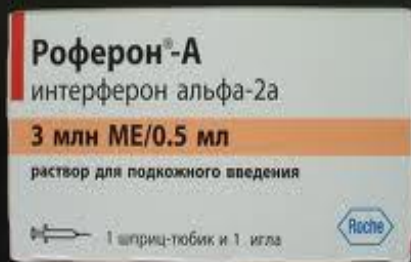 Роферон®-А
интерферон альфа-2а
3 млн МЕ/0.5 мл
раствор для подкожного введения
1 шприц-тюбик и 1 игла
Roche